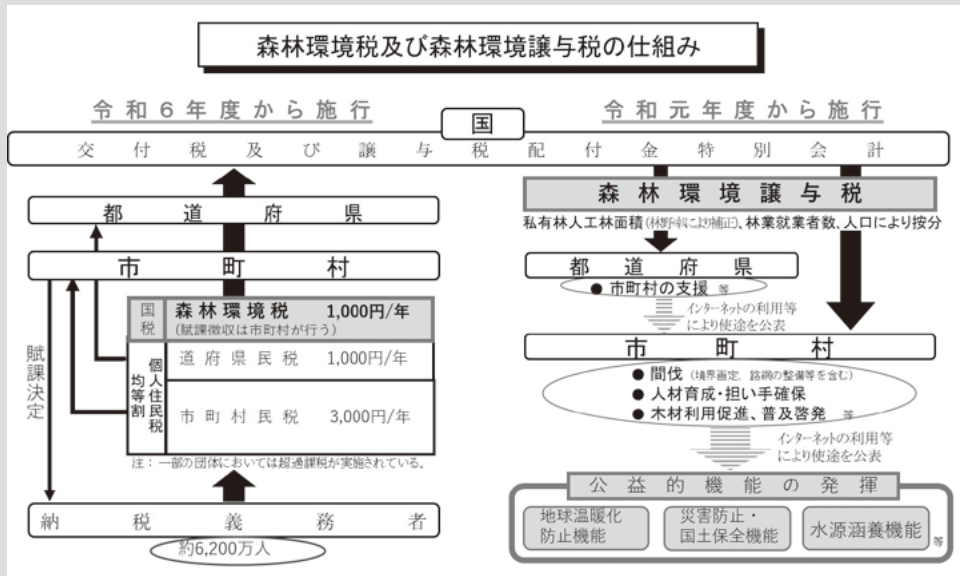 森林環境税及び森林環境譲与税の仕組み
令和６年度から施行
令和元年度から施行
国
交付税及び譲与税配付金特別会計
都道府県
市町村
国税
森林環境税 1,000円/年
(賦課徴収は市町村が行う)
個人住民税
均等割
道府県民税 1,000円/年
市町村民税 3,000円/年
注：一部の団体においては超過課税が実施されている。
賦課決定
納税義務者
約6,200万人
森林環境譲与税
私有林人工林面積(林野率により補正)、林業就業者数、人口により按分
都道府県
● 市町村の支援 等
インターネットの利用等
により使途を公表
市町村
● 間伐（境界画定、路網の整備等を含む）
● 人材育成・担い手確保
● 木材利用促進、普及啓発 等
インターネットの利用等
により使途を公表
公益的機能の発揮
地球温暖化
防止機能
災害防止・
国土保全機能
水源涵養機能
等